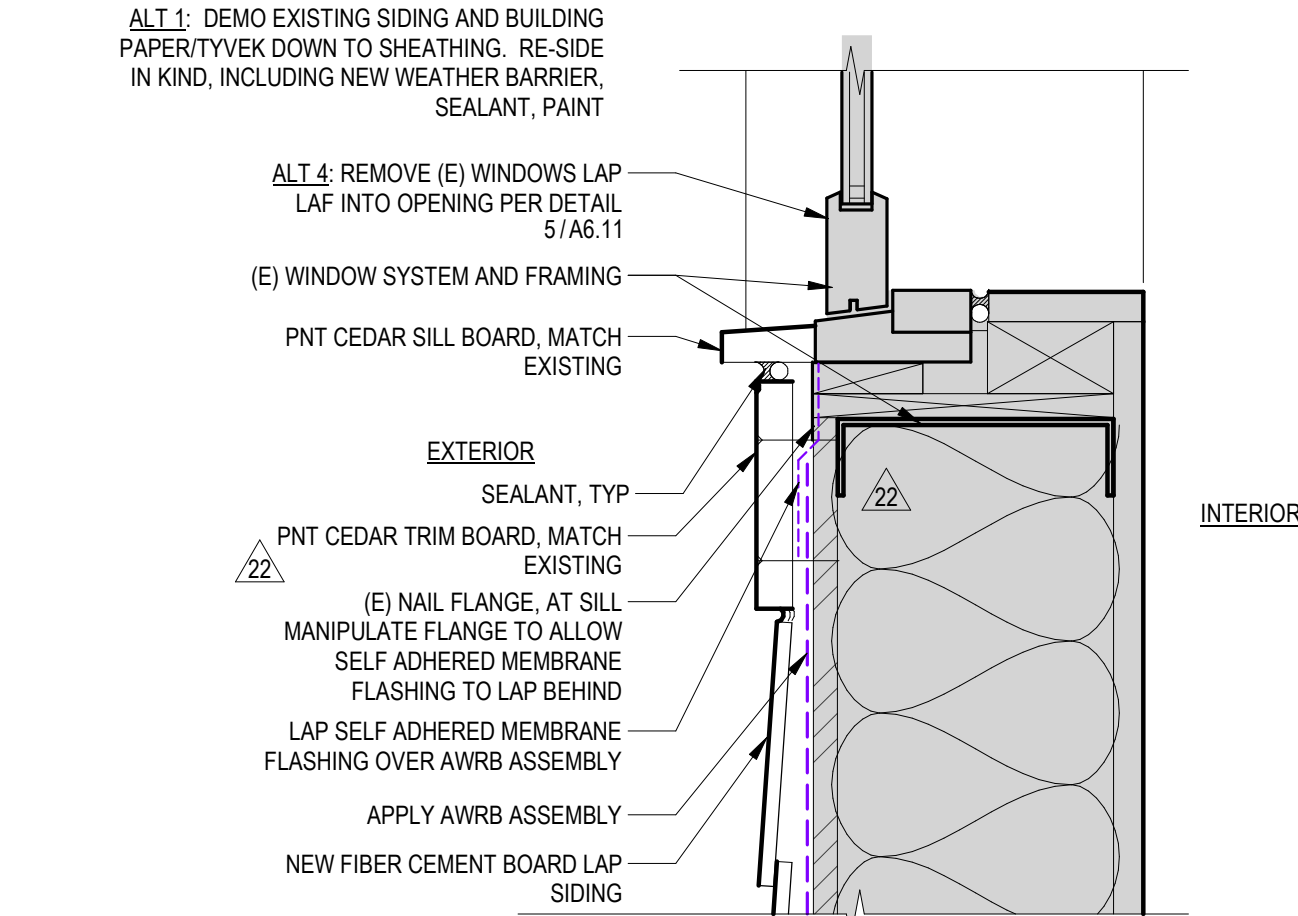 ALT 1: DEMO EXISTING SIDING AND BUILDING
PAPER/TYVEK DOWN TO SHEATHING. RE-SIDE
IN KIND, INCLUDING NEW WEATHER BARRIER,
SEALANT, PAINT
ALT 4: REMOVE (E) WINDOWS LAP
LAF INTO OPENING PER DETAIL
5 / A6.11
(E) WINDOW SYSTEM AND FRAMING
PNT CEDAR SILL BOARD, MATCH
EXISTING
EXTERIOR
SEALANT, TYP
22
INTERIOR
PNT CEDAR TRIM BOARD, MATCH
EXISTING
22
(E) NAIL FLANGE, AT SILL
MANIPULATE FLANGE TO ALLOW
SELF ADHERED MEMBRANE
FLASHING TO LAP BEHIND
LAP SELF ADHERED MEMBRANE
FLASHING OVER AWRB ASSEMBLY
APPLY AWRB ASSEMBLY
NEW FIBER CEMENT BOARD LAP
SIDING